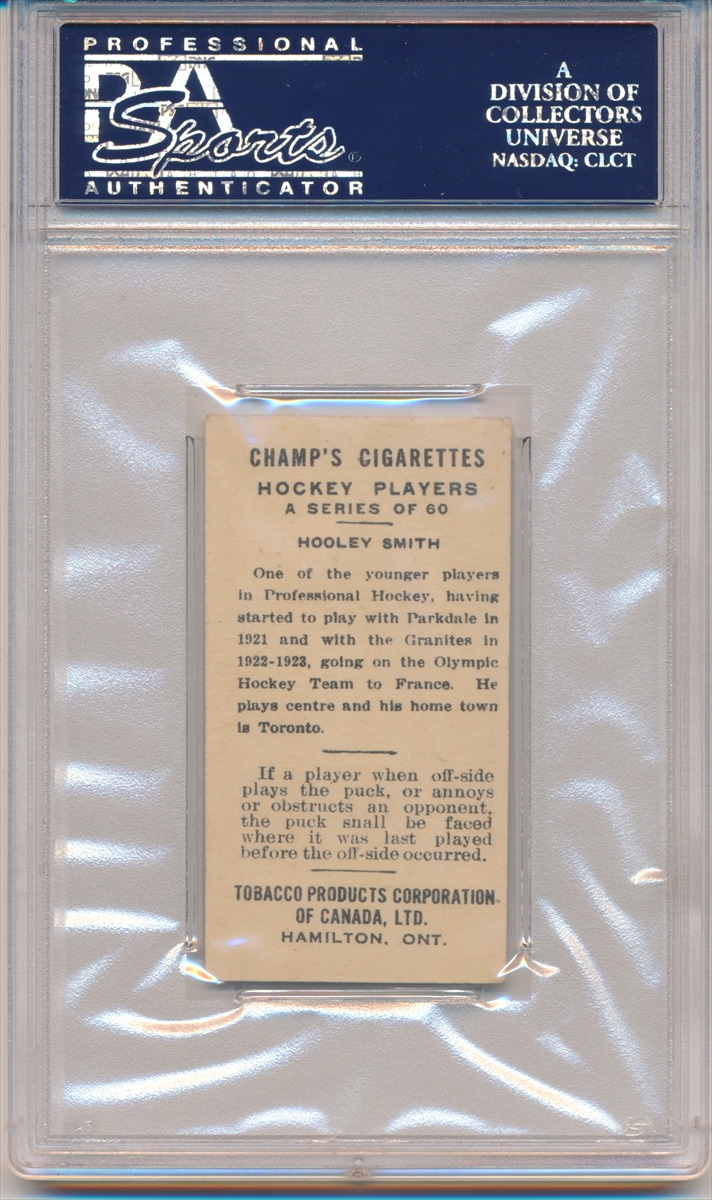 PROFESSIONAL
PSA
Sports
AUTHENTICATOR
A
DIVISION OF
COLLECTORS
UNIVERSE
NASDAQ: CLCT
CHAMP'S CIGARETTES
HOCKEY PLAYERS
A SERIES OF 60
HOOLEY SMITH
One of the younger players
in Professional Hockey, having
started to play with Parkdale in
1921 and with the Granites in
1922-1923, going on the Olympic
Hockey Team to France. He
plays centre and his home town
is Toronto.
If a player when off-side
plays the puck, or annoys
or obstructs an opponent,
the puck shall be faced
where it was last played
before the off-side occurred.
TOBACCO PRODUCTS CORPORATION
OF CANADA, LTD.
HAMILTON, ONT.